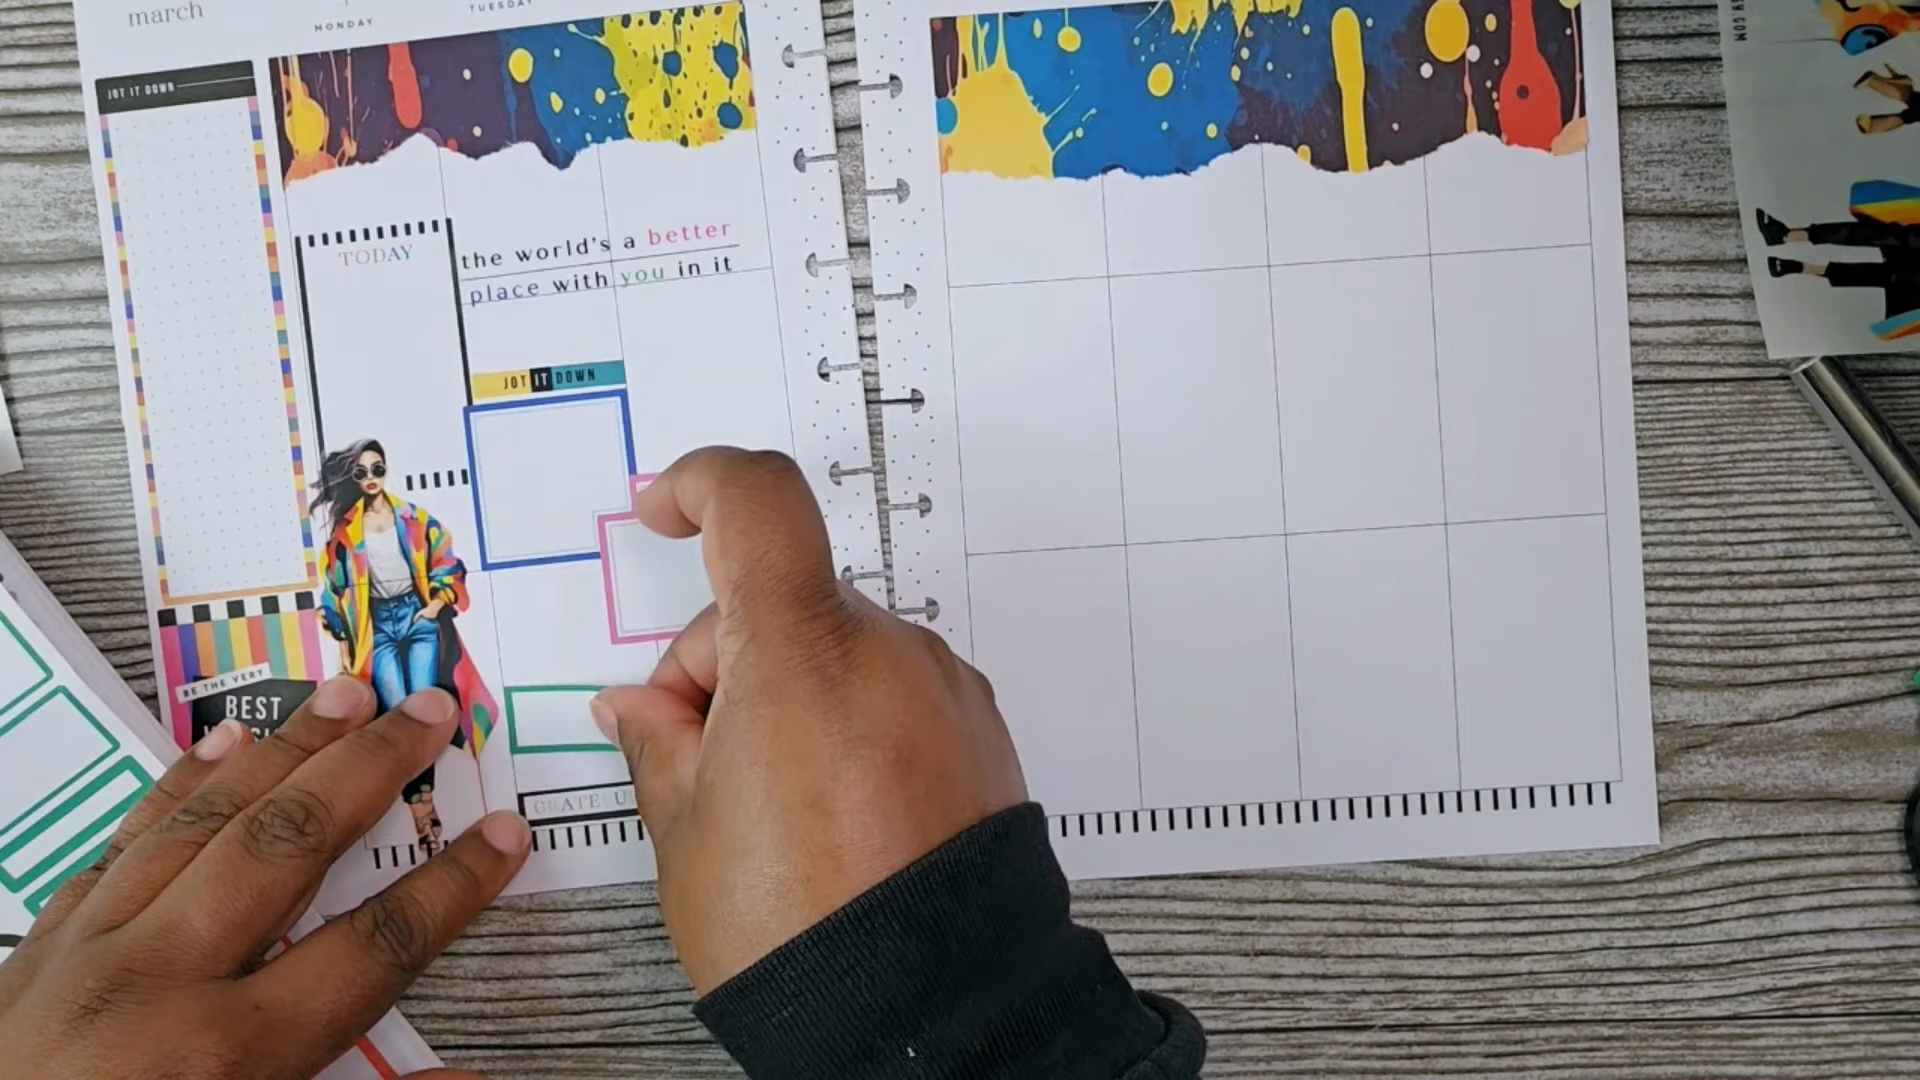 march
MONDAY
TUESDAY
JOT IT DOWN
TODAY
the world's a better
place with you in it
JOT IT DOWN
BE THE VERY
BEST